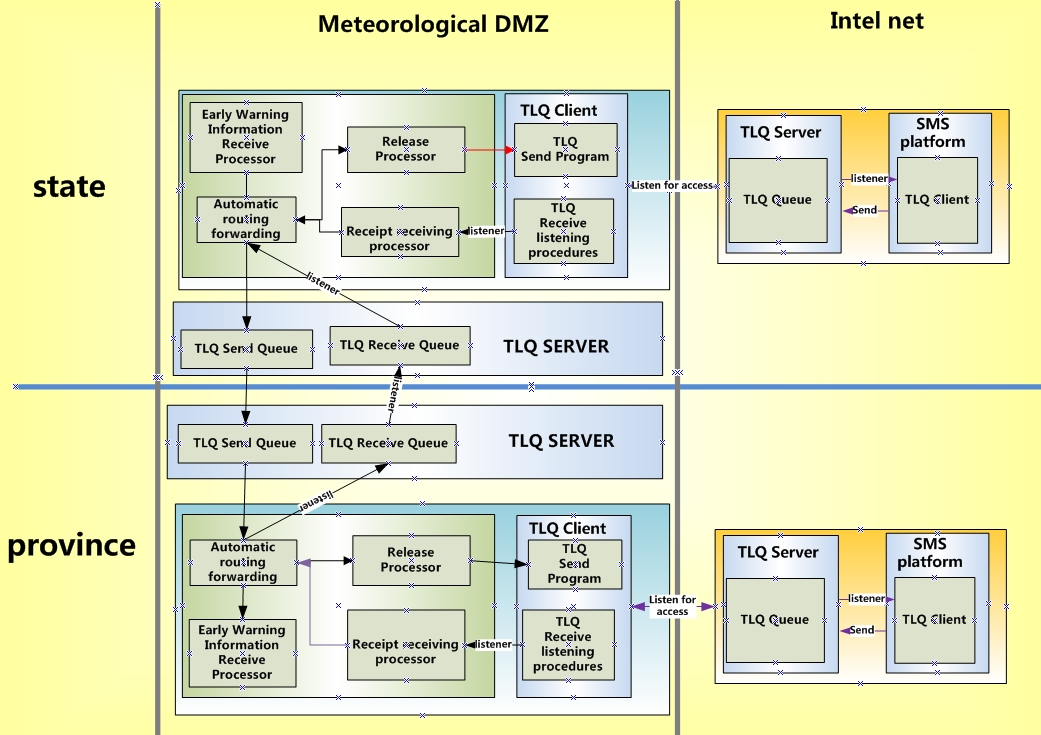 Meteorological DMZ
Intel net
state
Early Warning
Information
Receive
Processor
Release
Processor
TLQ Client
TLQ
Send Program
Automatic
routing
forwarding
Receipt receiving
processor
listener
TLQ
Receive
listening
procedures
Listen for access
TLQ Server
TLQ Queue
listener
Send
SMS
platform
TLQ Client
listener
TLQ Send Queue
TLQ Receive Queue
TLQ SERVER
listener
TLQ Send Queue
TLQ Receive Queue
TLQ SERVER
listener
province
Automatic
routing
forwarding
Release
Processor
TLQ Client
TLQ
Send
Program
Early Warning
Information
Receive
Processor
Receipt receiving
processor
listener
TLQ
Receive
listening
procedures
Listen for
access
TLQ Server
TLQ Queue
listener
Send
SMS
platform
TLQ Client